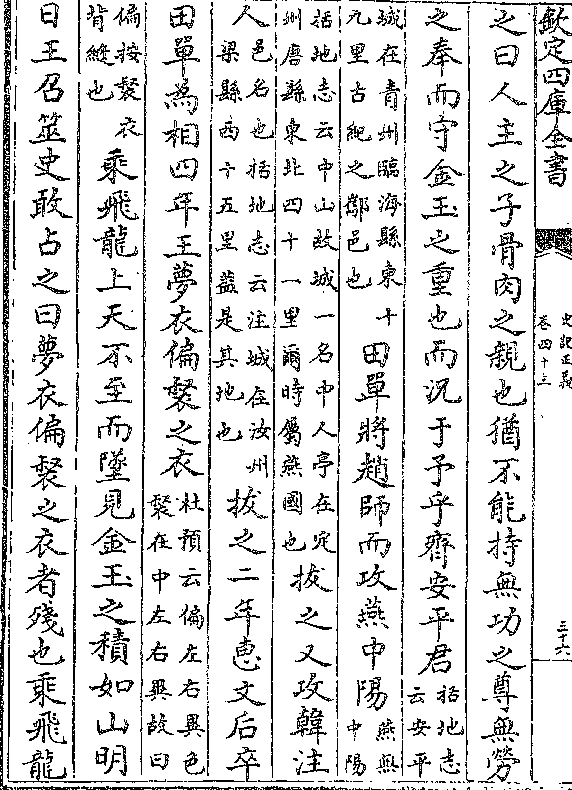 欽定四庫全書
史記正義
卷四十三
三十六
之曰人主之子骨肉之親也猶不能持無功之尊無勞
之奉而守金玉之重也而況于予乎齊安平君括地志
云安平
城在青州臨海縣東十
九里古紀之鄑邑也田單將趙師而攻燕中陽燕無
中陽
括地志云中山故城一名中人亭在定
州唐縣東北四十一里爾時屬燕國也拔之又攻韓注
人邑名也括地志云注城在汝州
梁縣西十五里蓋是其地也拔之二年惠文后卒
田單為相四年王夢衣偏裻之衣杜預云偏左右異色
裻在中左右異故曰
偏按裻衣
背縫也乘飛龍上天不至而墜見金玉之積如山明
日王召筮史敢占之曰夢衣偏裻之衣者殘也乘飛龍